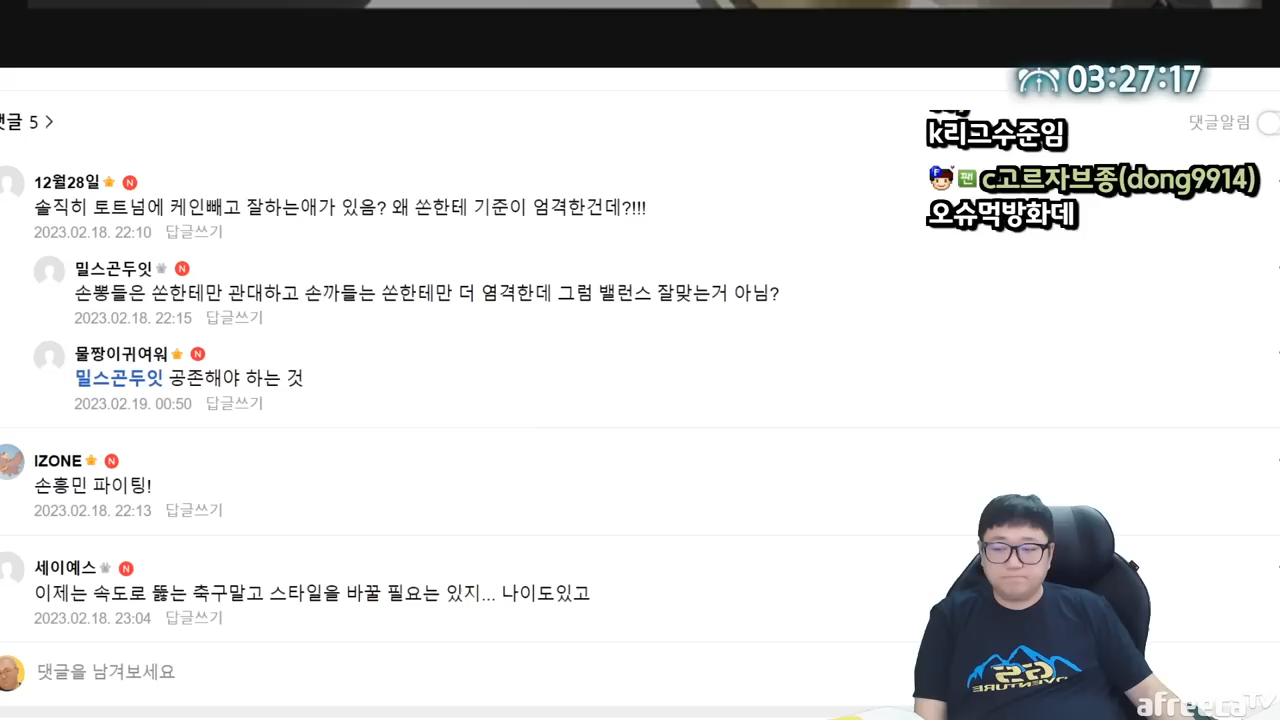 03:27:17
댓글 5 >
댓글알림
k리그수준임
팬 c고르자브종(dong9914)
오슈먹방화데
12월28일 N
솔직히 토트넘에 케인빼고 잘하는애가 있음? 왜 쏜한테 기준이 엄격한건데?!!!
2023.02.18. 22:10 답글쓰기
밀스곤두잇 N
손뽕들은 쏜한테만 관대하고 손까들는 쏜한테만 더 염격한데 그럼 밸런스 잘맞는거 아님?
2023.02.18. 22:15 답글쓰기
물짱이귀여워 N
밀스곤두잇 공존해야 하는 것
2023.02.19. 00:50 답글쓰기
IZONE N
손흥민 파이팅!
2023.02.18. 22:13 답글쓰기
세이예스 N
이제는 속도로 뚫는 축구말고 스타일을 바꿀 필요는 있지... 나이도있고
2023.02.18. 23:04 답글쓰기
댓글을 남겨보세요
afreecaTV